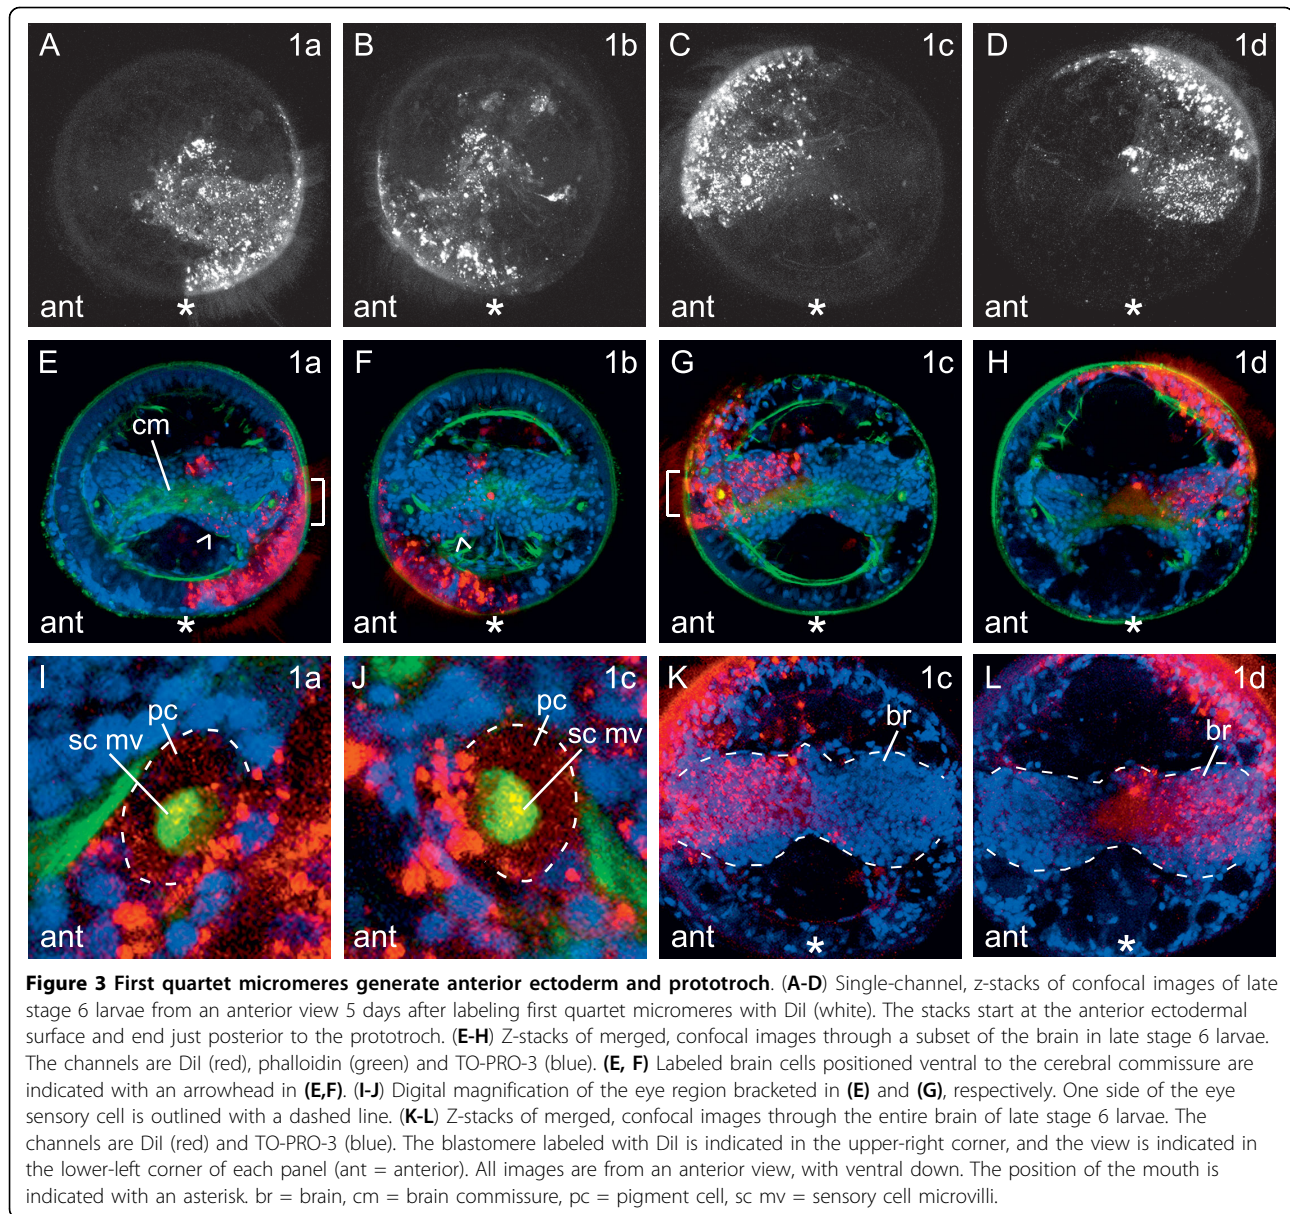 A 1a B 1b C 1c D 1d
ant * ant * ant * ant *
E 1a F 1b G 1c H 1d
cm
ant * ant * ant * ant *
I 1a J 1c K 1c L 1d
pc pc br br
sc mv sc mv
ant ant * *
Figure 3 First quartet micromeres generate anterior ectoderm and prototroch. (A-D) Single-channel, z-stacks of confocal images of late
stage 6 larvae from an anterior view 5 days after labeling first quartet micromeres with DiI (white). The stacks start at the anterior ectodermal
surface and end just posterior to the prototroch. (E-H) Z-stacks of merged, confocal images through a subset of the brain in late stage 6 larvae.
The channels are DiI (red), phalloidin (green) and TO-PRO-3 (blue). (E, F) Labeled brain cells positioned ventral to the cerebral commissure are
indicated with an arrowhead in (E,F). (I-J) Digital magnification of the eye region bracketed in (E) and (G), respectively. One side of the eye
sensory cell is outlined with a dashed line. (K-L) Z-stacks of merged, confocal images through the entire brain of late stage 6 larvae. The
channels are DiI (red) and TO-PRO-3 (blue). The blastomere labeled with DiI is indicated in the upper-right corner, and the view is indicated in
the lower-left corner of each panel (ant = anterior). All images are from an anterior view, with ventral down. The position of the mouth is
indicated with an asterisk. br = brain, cm = brain commissure, pc = pigment cell, sc mv = sensory cell microvilli.